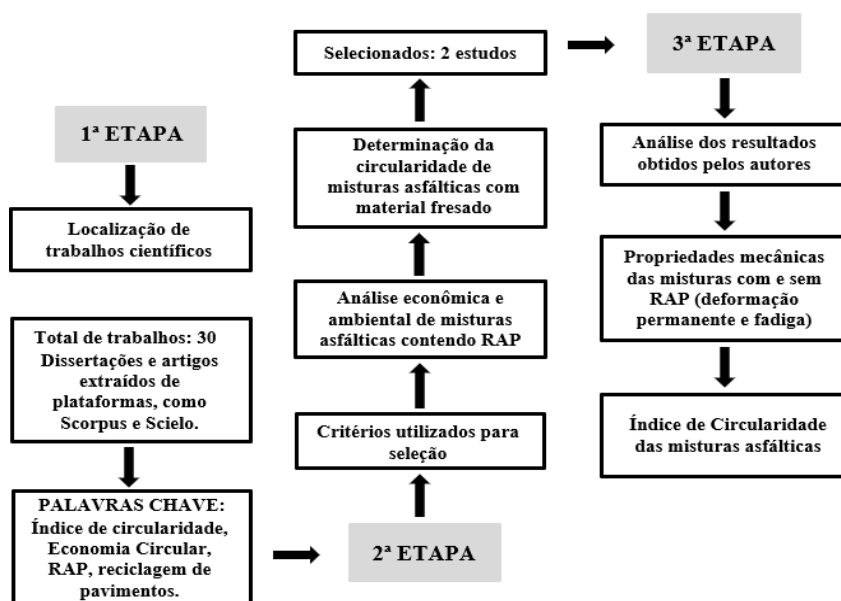 1ª ETAPA
Localização de
trabalhos científicos
Total de trabalhos: 30
Dissertações e artigos
extraídos de
plataformas, como
Scorpus e Scielo.
PALAVRAS CHAVE:
Índice de circularidade,
Economia Circular,
RAP, reciclagem de
pavimentos.
2ª ETAPA
Critérios utilizados para
seleção
Análise econômica e
ambiental de misturas
asfálticas contendo RAP
Determinação da
circularidade de
misturas asfálticas com
material fresado
Selecionados: 2 estudos
3ª ETAPA
Análise dos resultados
obtidos pelos autores
Propriedades mecânicas
das misturas com e sem
RAP (deformação
permanente e fadiga)
Índice de Circularidade
das misturas asfálticas